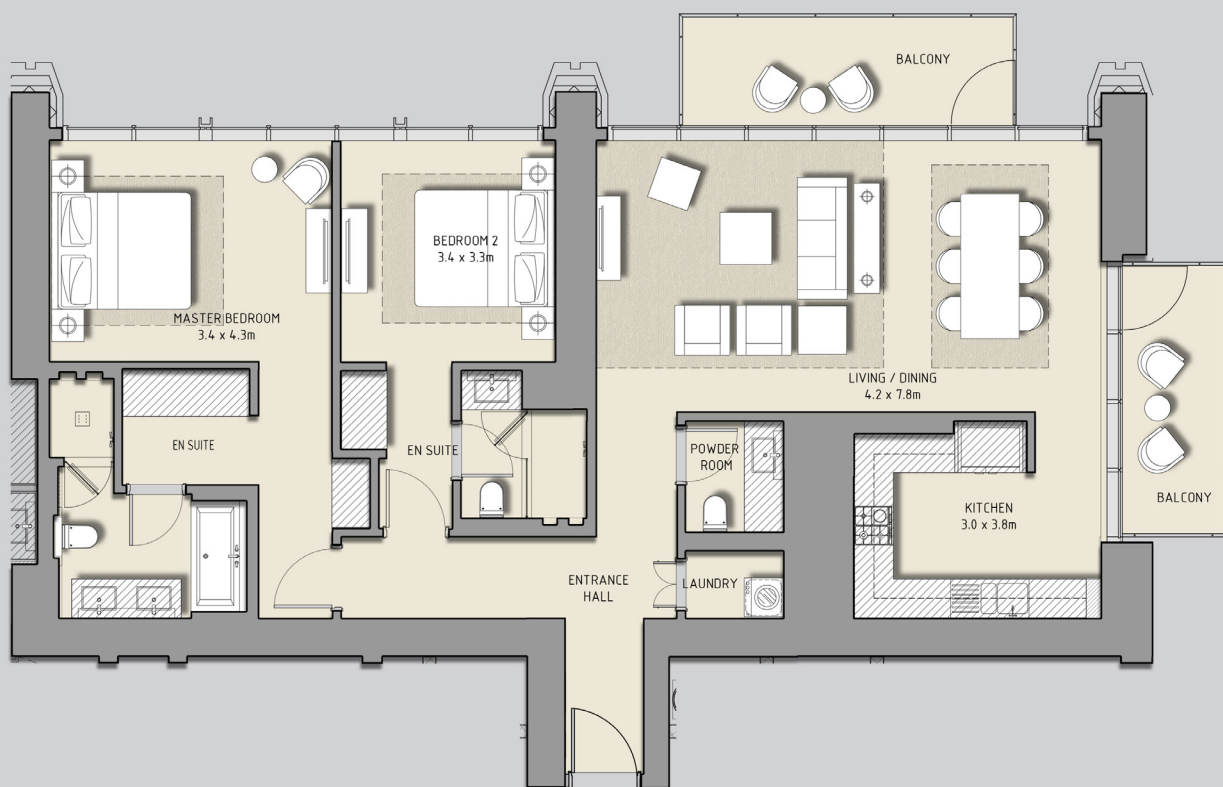 BALCONY
BEDROOM 2
3.4 x 3.3m
MASTER BEDROOM
3.4 x 4.3m
LIVING / DINING
4.2 x 7.8m
EN SUITE
EN SUITE
POWDER
ROOM
BALCONY
KITCHEN
3.0 x 3.8m
ENTRANCE
HALL
LAUNDRY